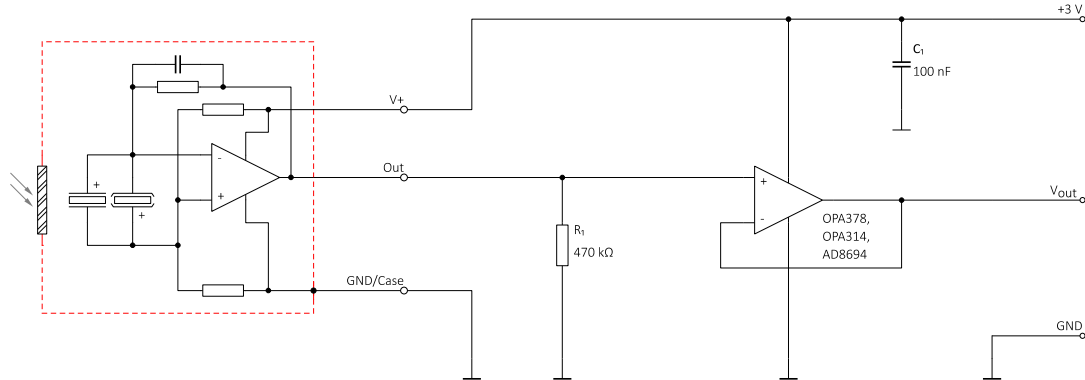 +3 V
C₁
100 nF
V+
-
+
+
+
Out
+
-
Vout
OPA378,
OPA314,
AD8694
R₁
470 kΩ
GND/Case
GND